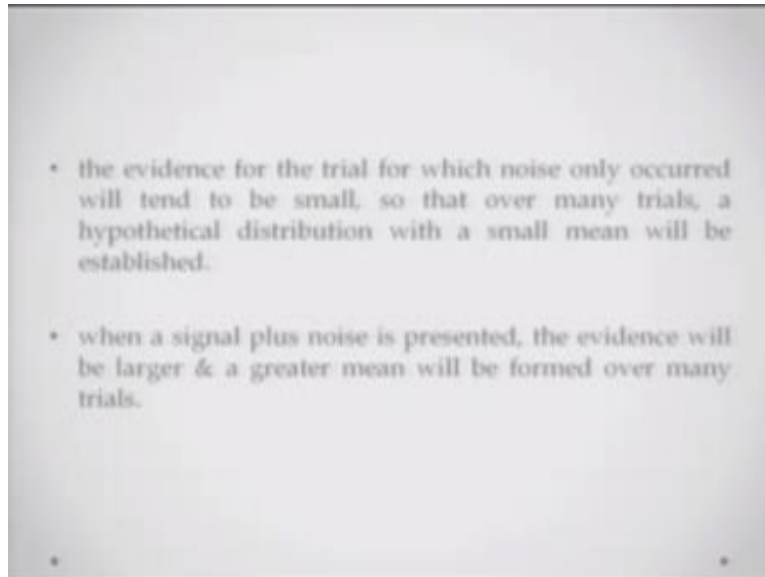 • the evidence for the trial for which noise only occurred
will tend to be small, so that over many trials, a
hypothetical distribution with a small mean will be
established.
• when a signal plus noise is presented, the evidence will
be larger & a greater mean will be formed over many
trials.